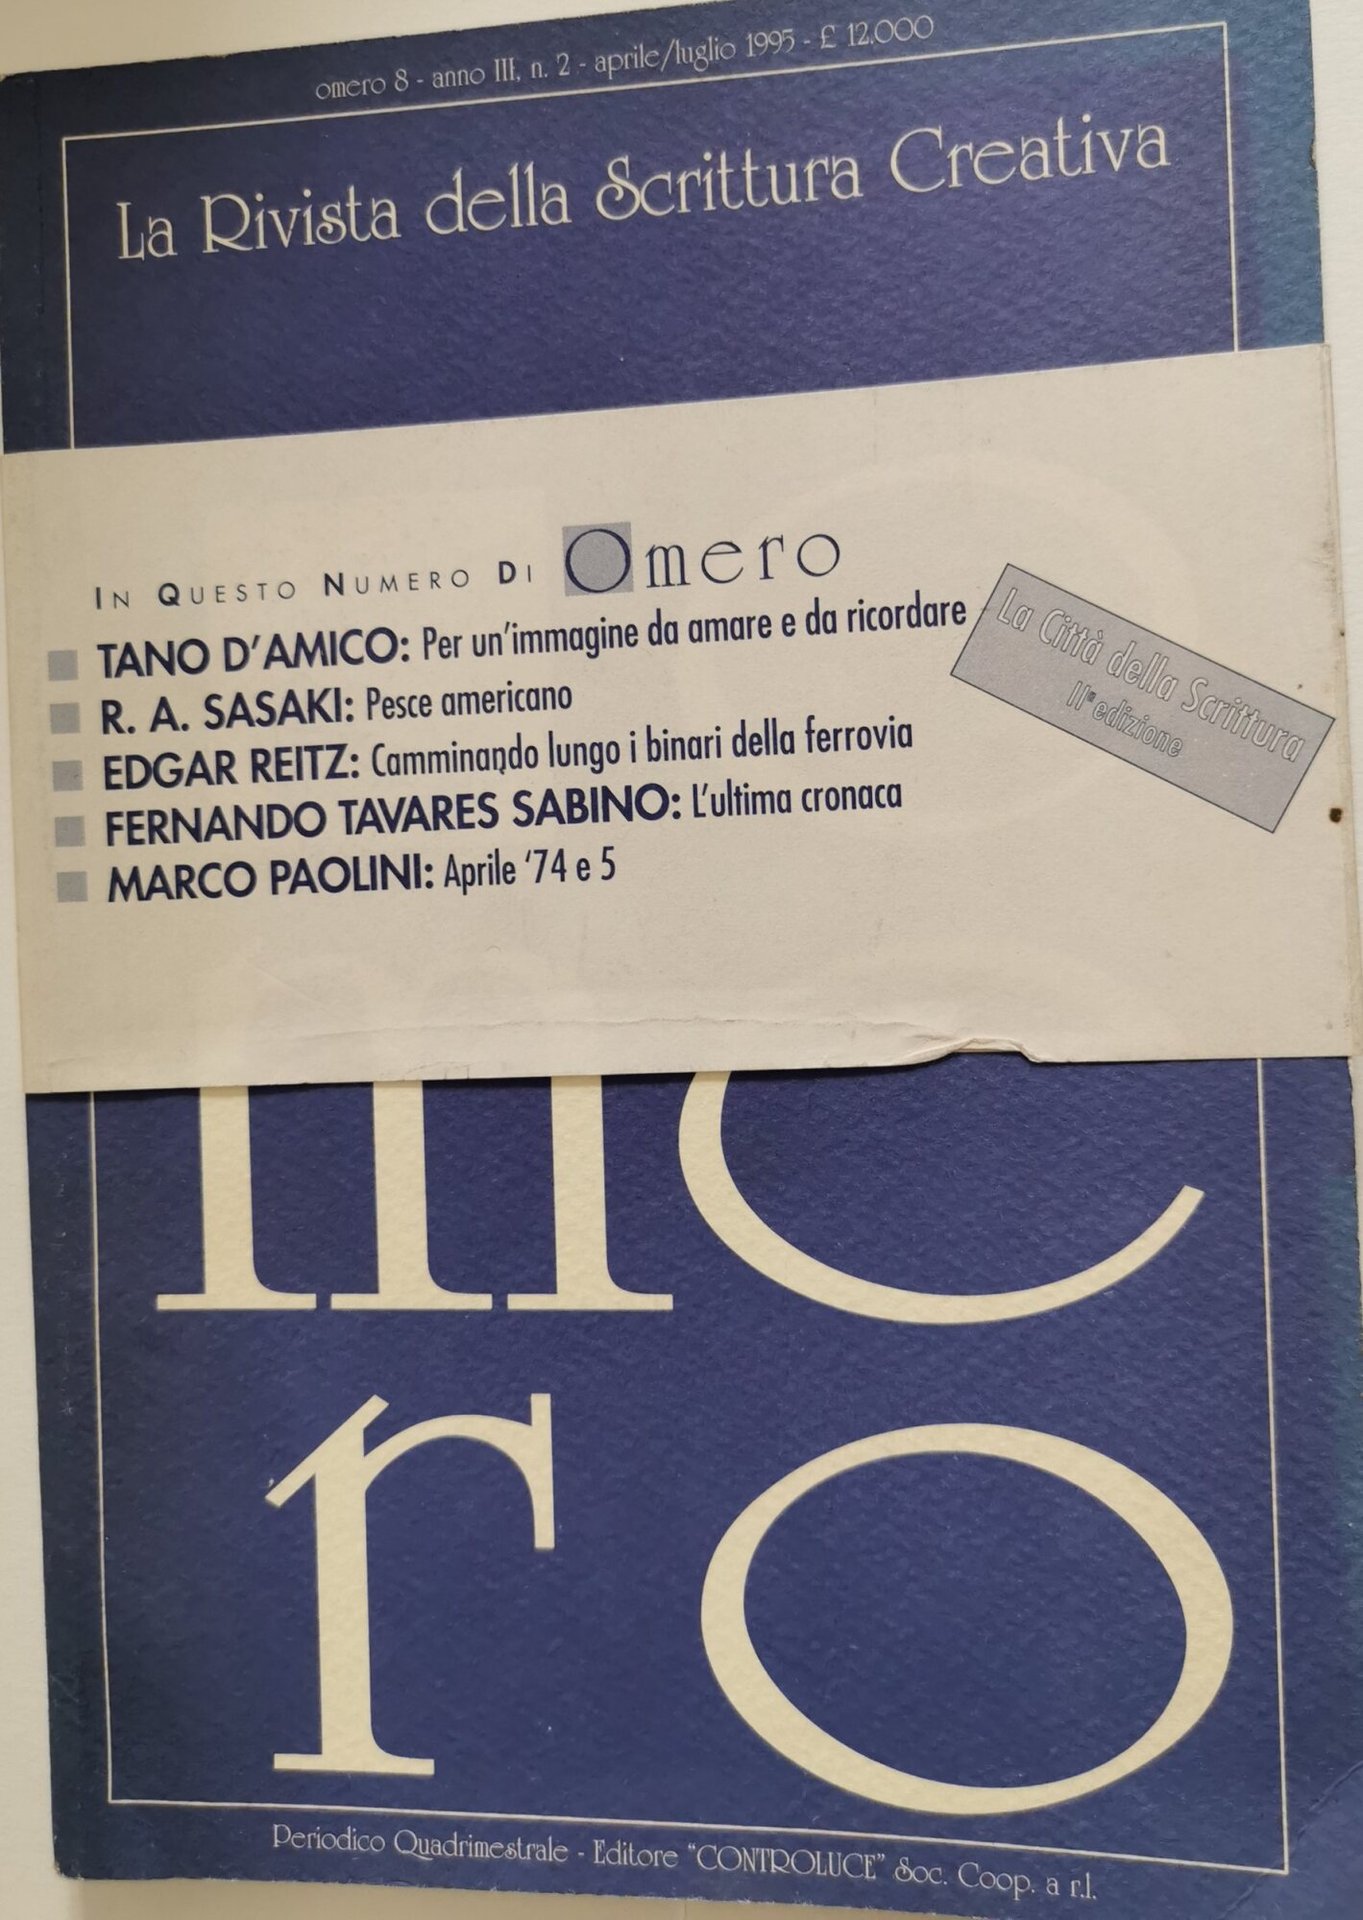 omero 8 - anno III, n. 2 - aprile/luglio 1995 - £ 12.000
La Rivista della Scrittura Creativa
In Questo Numero Di Omero
TANO D'AMICO: Per un'immagine da amare e da ricordare
R. A. SASAKI: Pesce americano
EDGAR REITZ: Camminando lungo i binari della ferrovia
FERNANDO TAVARES SABINO: L'ultima cronaca
MARCO PAOLINI: Aprile '74 e 5
La Città della Scrittura
IIª edizione
me
ro
Periodico Quadrimestrale - Editore "CONTROLUCE" Soc. Coop. a r.l.